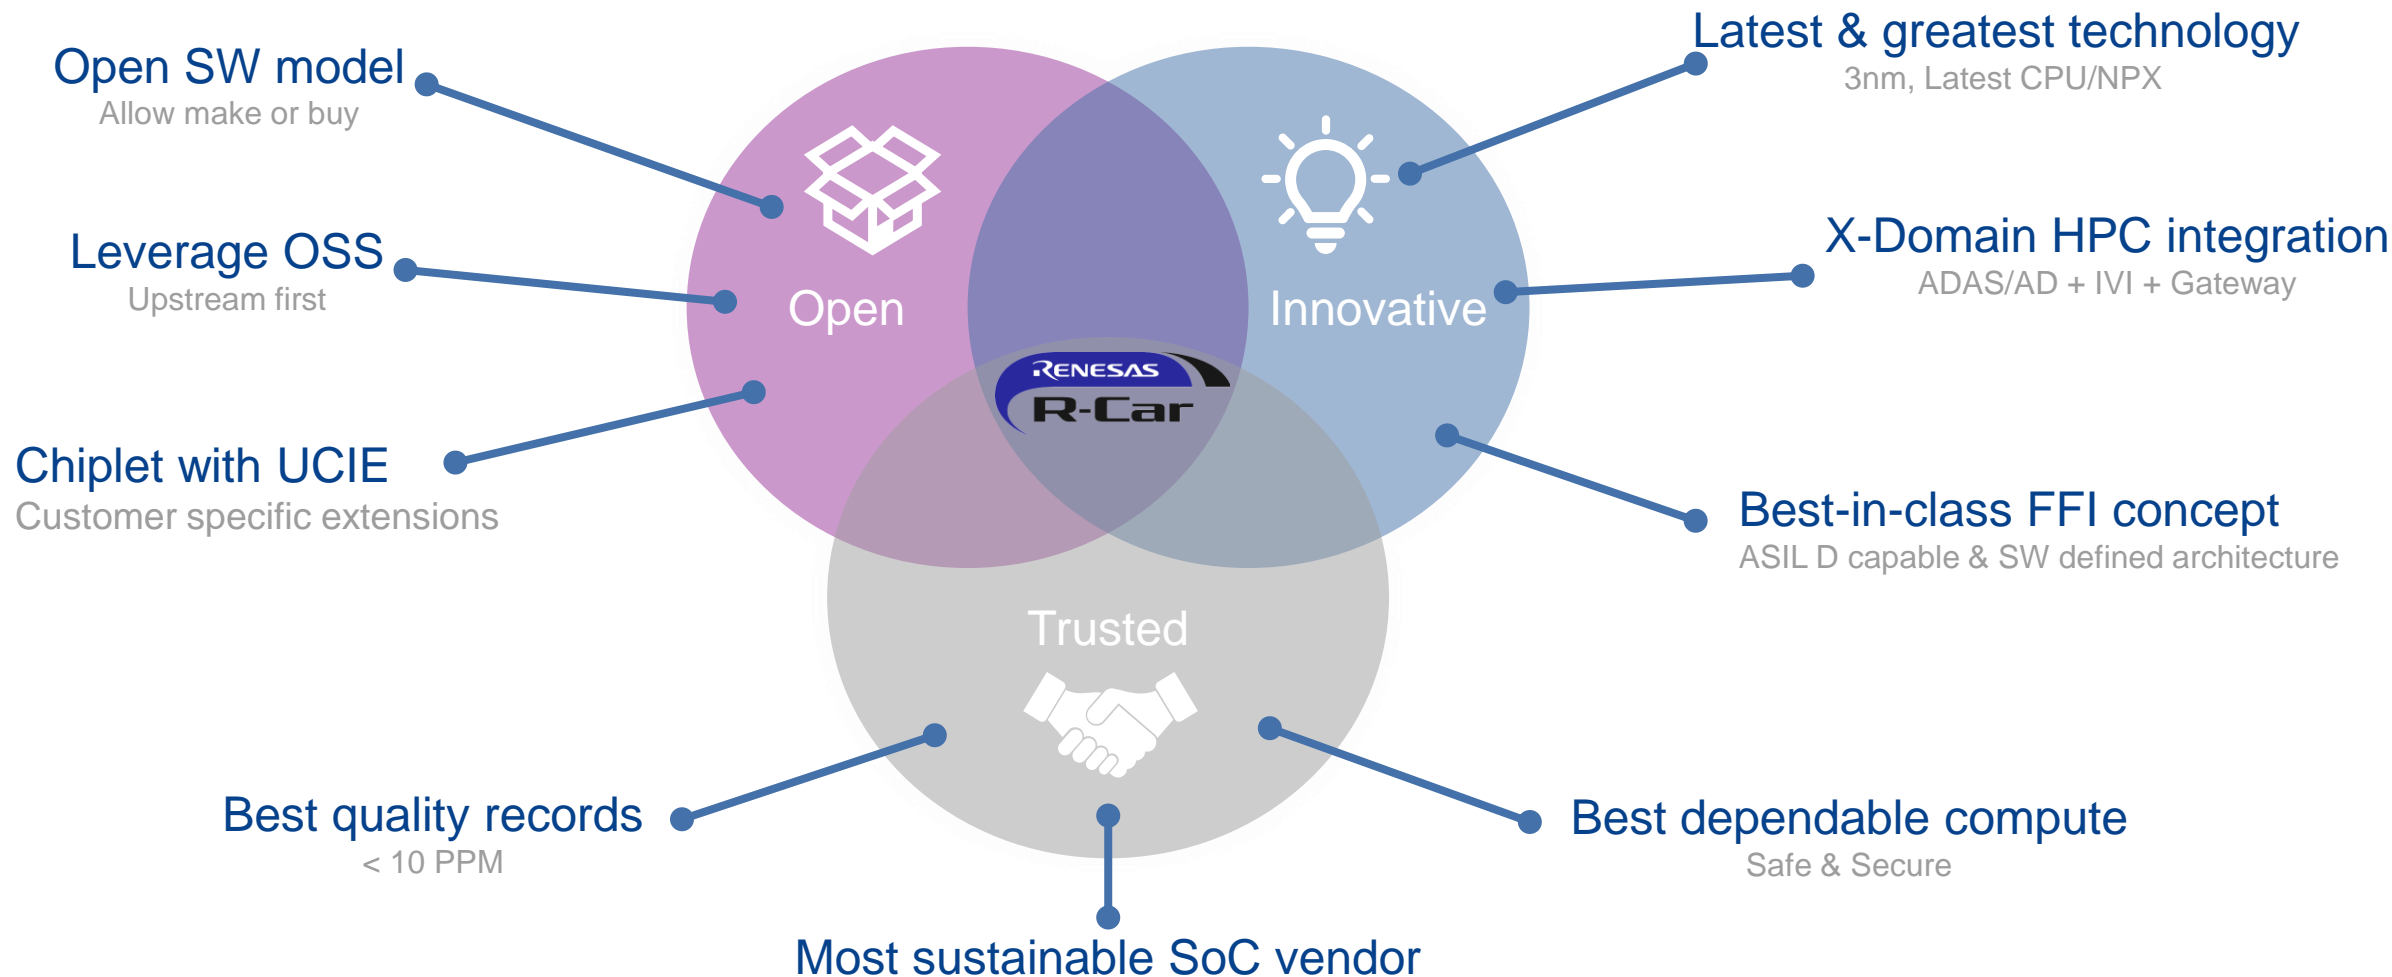 Open SW model
Allow make or buy
Leverage OSS
Upstream first
Chiplet with UCIE
Customer specific extensions
Open
Innovative
RENESAS
R-Car
Trusted
Latest & greatest technology
3nm, Latest CPU/NPX
X-Domain HPC integration
ADAS/AD + IVI + Gateway
Best-in-class FFI concept
ASIL D capable & SW defined architecture
Best quality records
< 10 PPM
Best dependable compute
Safe & Secure
Most sustainable SoC vendor